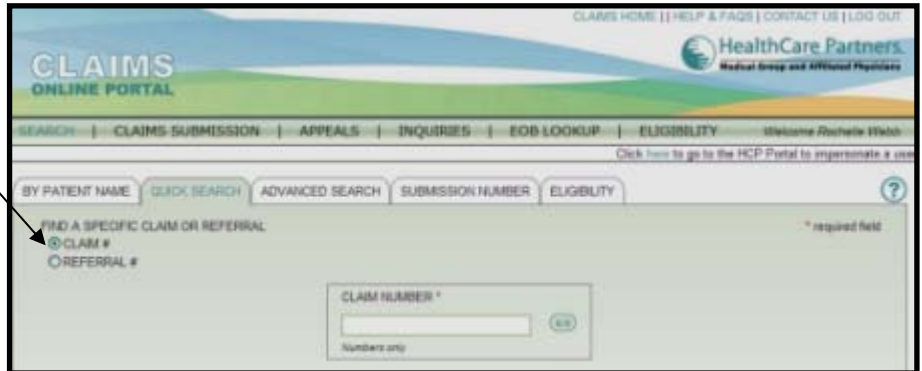 CLAIMS HOME || HELP & FAQS | CONTACT US | LOG OUT
HealthCare Partners.
Medical Group and Affiliated Physicians
CLAIMS
ONLINE PORTAL
SEARCH | CLAIMS SUBMISSION | APPEALS | INQUIRIES | EOB LOOKUP | ELIGIBILITY Welcome Rochelle Webb
Click here to go to the HCP Portal to impersonate a use
BY PATIENT NAME QUICK SEARCH ADVANCED SEARCH SUBMISSION NUMBER ELIGIBILITY ?
FIND A SPECIFIC CLAIM OR REFERRAL * required field
CLAIM #
REFERRAL #
CLAIM NUMBER *
GO
Numbers only